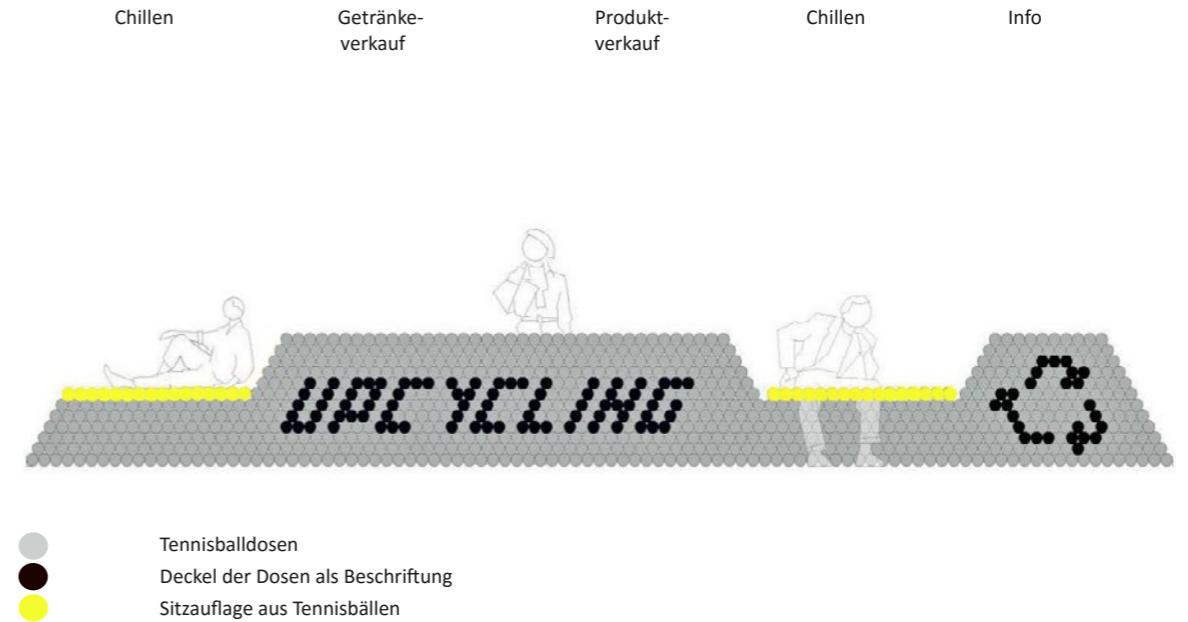 Chillen
Getränke-
verkauf
Produkt-
verkauf
Chillen
Info
UPCYCLING
Tennisballdosen
Deckel der Dosen als Beschriftung
Sitzauflage aus Tennisbällen